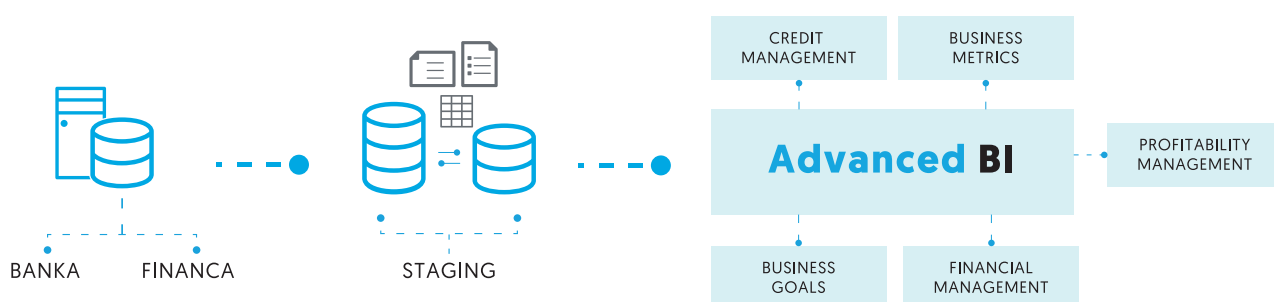 BANKA
FINANCA
STAGING
CREDIT
MANAGEMENT
BUSINESS
METRICS
Advanced BI
PROFITABILITY
MANAGEMENT
BUSINESS
GOALS
FINANCIAL
MANAGEMENT